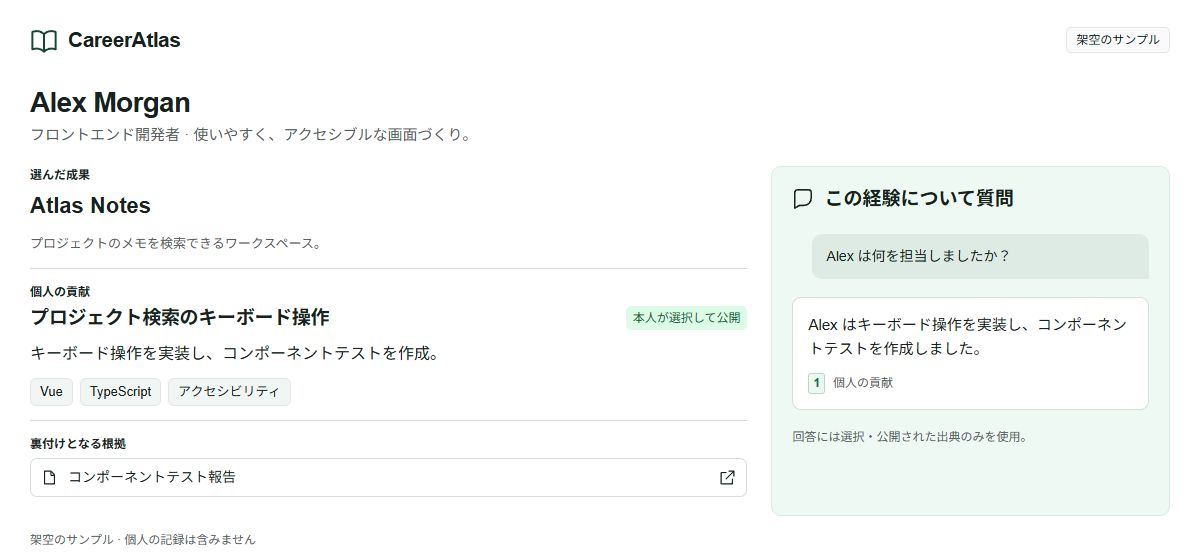 CareerAtlas
架空のサンプル
Alex Morgan
フロントエンド開発者 · 使いやすく、アクセシブルな画面づくり。
選んだ成果
Atlas Notes
プロジェクトのメモを検索できるワークスペース。
個人の貢献
プロジェクト検索のキーボード操作
本人が選択して公開
キーボード操作を実装し、コンポーネントテストを作成。
Vue
TypeScript
アクセシビリティ
裏付けとなる根拠
コンポーネントテスト報告
この経験について質問
Alex は何を担当しましたか？
Alex はキーボード操作を実装し、コンポーネン
トテストを作成しました。
1 個人の貢献
回答には選択・公開された出典のみを使用。
架空のサンプル · 個人の記録は含みません